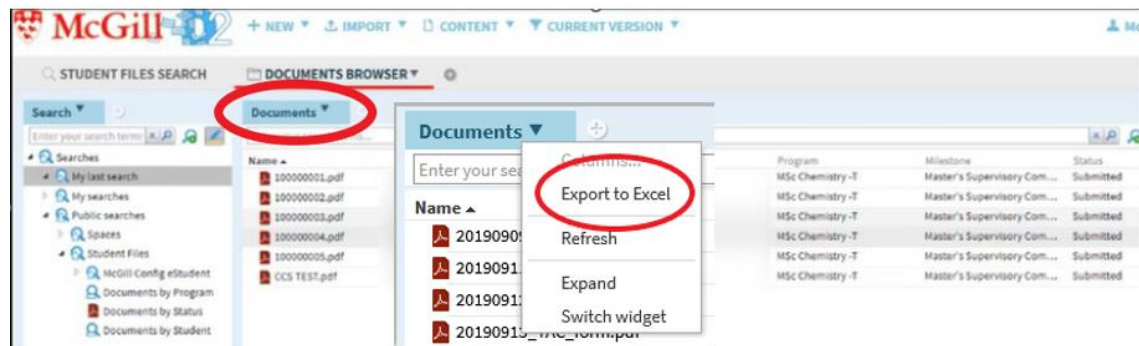 McGill D2 + NEW ▼ IMPORT ▼ CONTENT ▼ CURRENT VERSION ▼
STUDENT FILES SEARCH DOCUMENTS BROWSER ▼
Search ▼
Enter your search terms
Searches
My last search
My searches
Public searches
Spaces
Student Files
McGill Config eStudent
Documents by Program
Documents by Status
Documents by Student
Documents ▼
Name
100000001.pdf
100000002.pdf
100000003.pdf
100000004.pdf
100000005.pdf
CCS TEST.pdf
Documents ▼
Enter your sea
Name
2019090
2019091
2019091
Columns...
Export to Excel
Refresh
Expand
Switch widget
Program Milestone Status
MSc Chemistry -T Master's Supervisory Com... Submitted
MSc Chemistry -T Master's Supervisory Com... Submitted
MSc Chemistry -T Master's Supervisory Com... Submitted
MSc Chemistry -T Master's Supervisory Com... Submitted
MSc Chemistry -T Master's Supervisory Com... Submitted
MSc Chemistry -T Master's Supervisory Com... Submitted